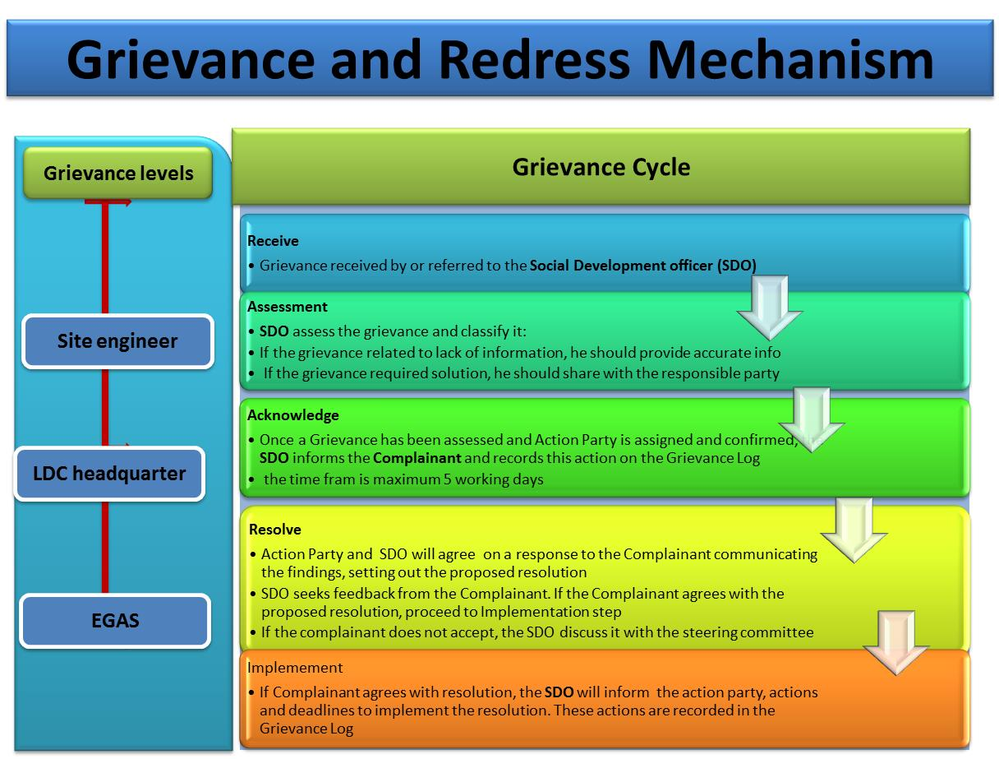 Grievance and Redress Mechanism
Grievance levels
Site engineer
LDC headquarter
EGAS
Grievance Cycle
Receive
• Grievance received by or referred to the Social Development officer (SDO)
Assessment
• SDO assess the grievance and classify it:
• If the grievance related to lack of information, he should provide accurate info
• If the grievance required solution, he should share with the responsible party
Acknowledge
• Once a Grievance has been assessed and Action Party is assigned and confirmed,
SDO informs the Complainant and records this action on the Grievance Log
• the time fram is maximum 5 working days
Resolve
• Action Party and SDO will agree on a response to the Complainant communicating
the findings, setting out the proposed resolution
• SDO seeks feedback from the Complainant. If the Complainant agrees with the
proposed resolution, proceed to Implementation step
• If the complainant does not accept, the SDO discuss it with the steering committee
Implemement
• If Complainant agrees with resolution, the SDO will inform the action party, actions
and deadlines to implement the resolution. These actions are recorded in the
Grievance Log